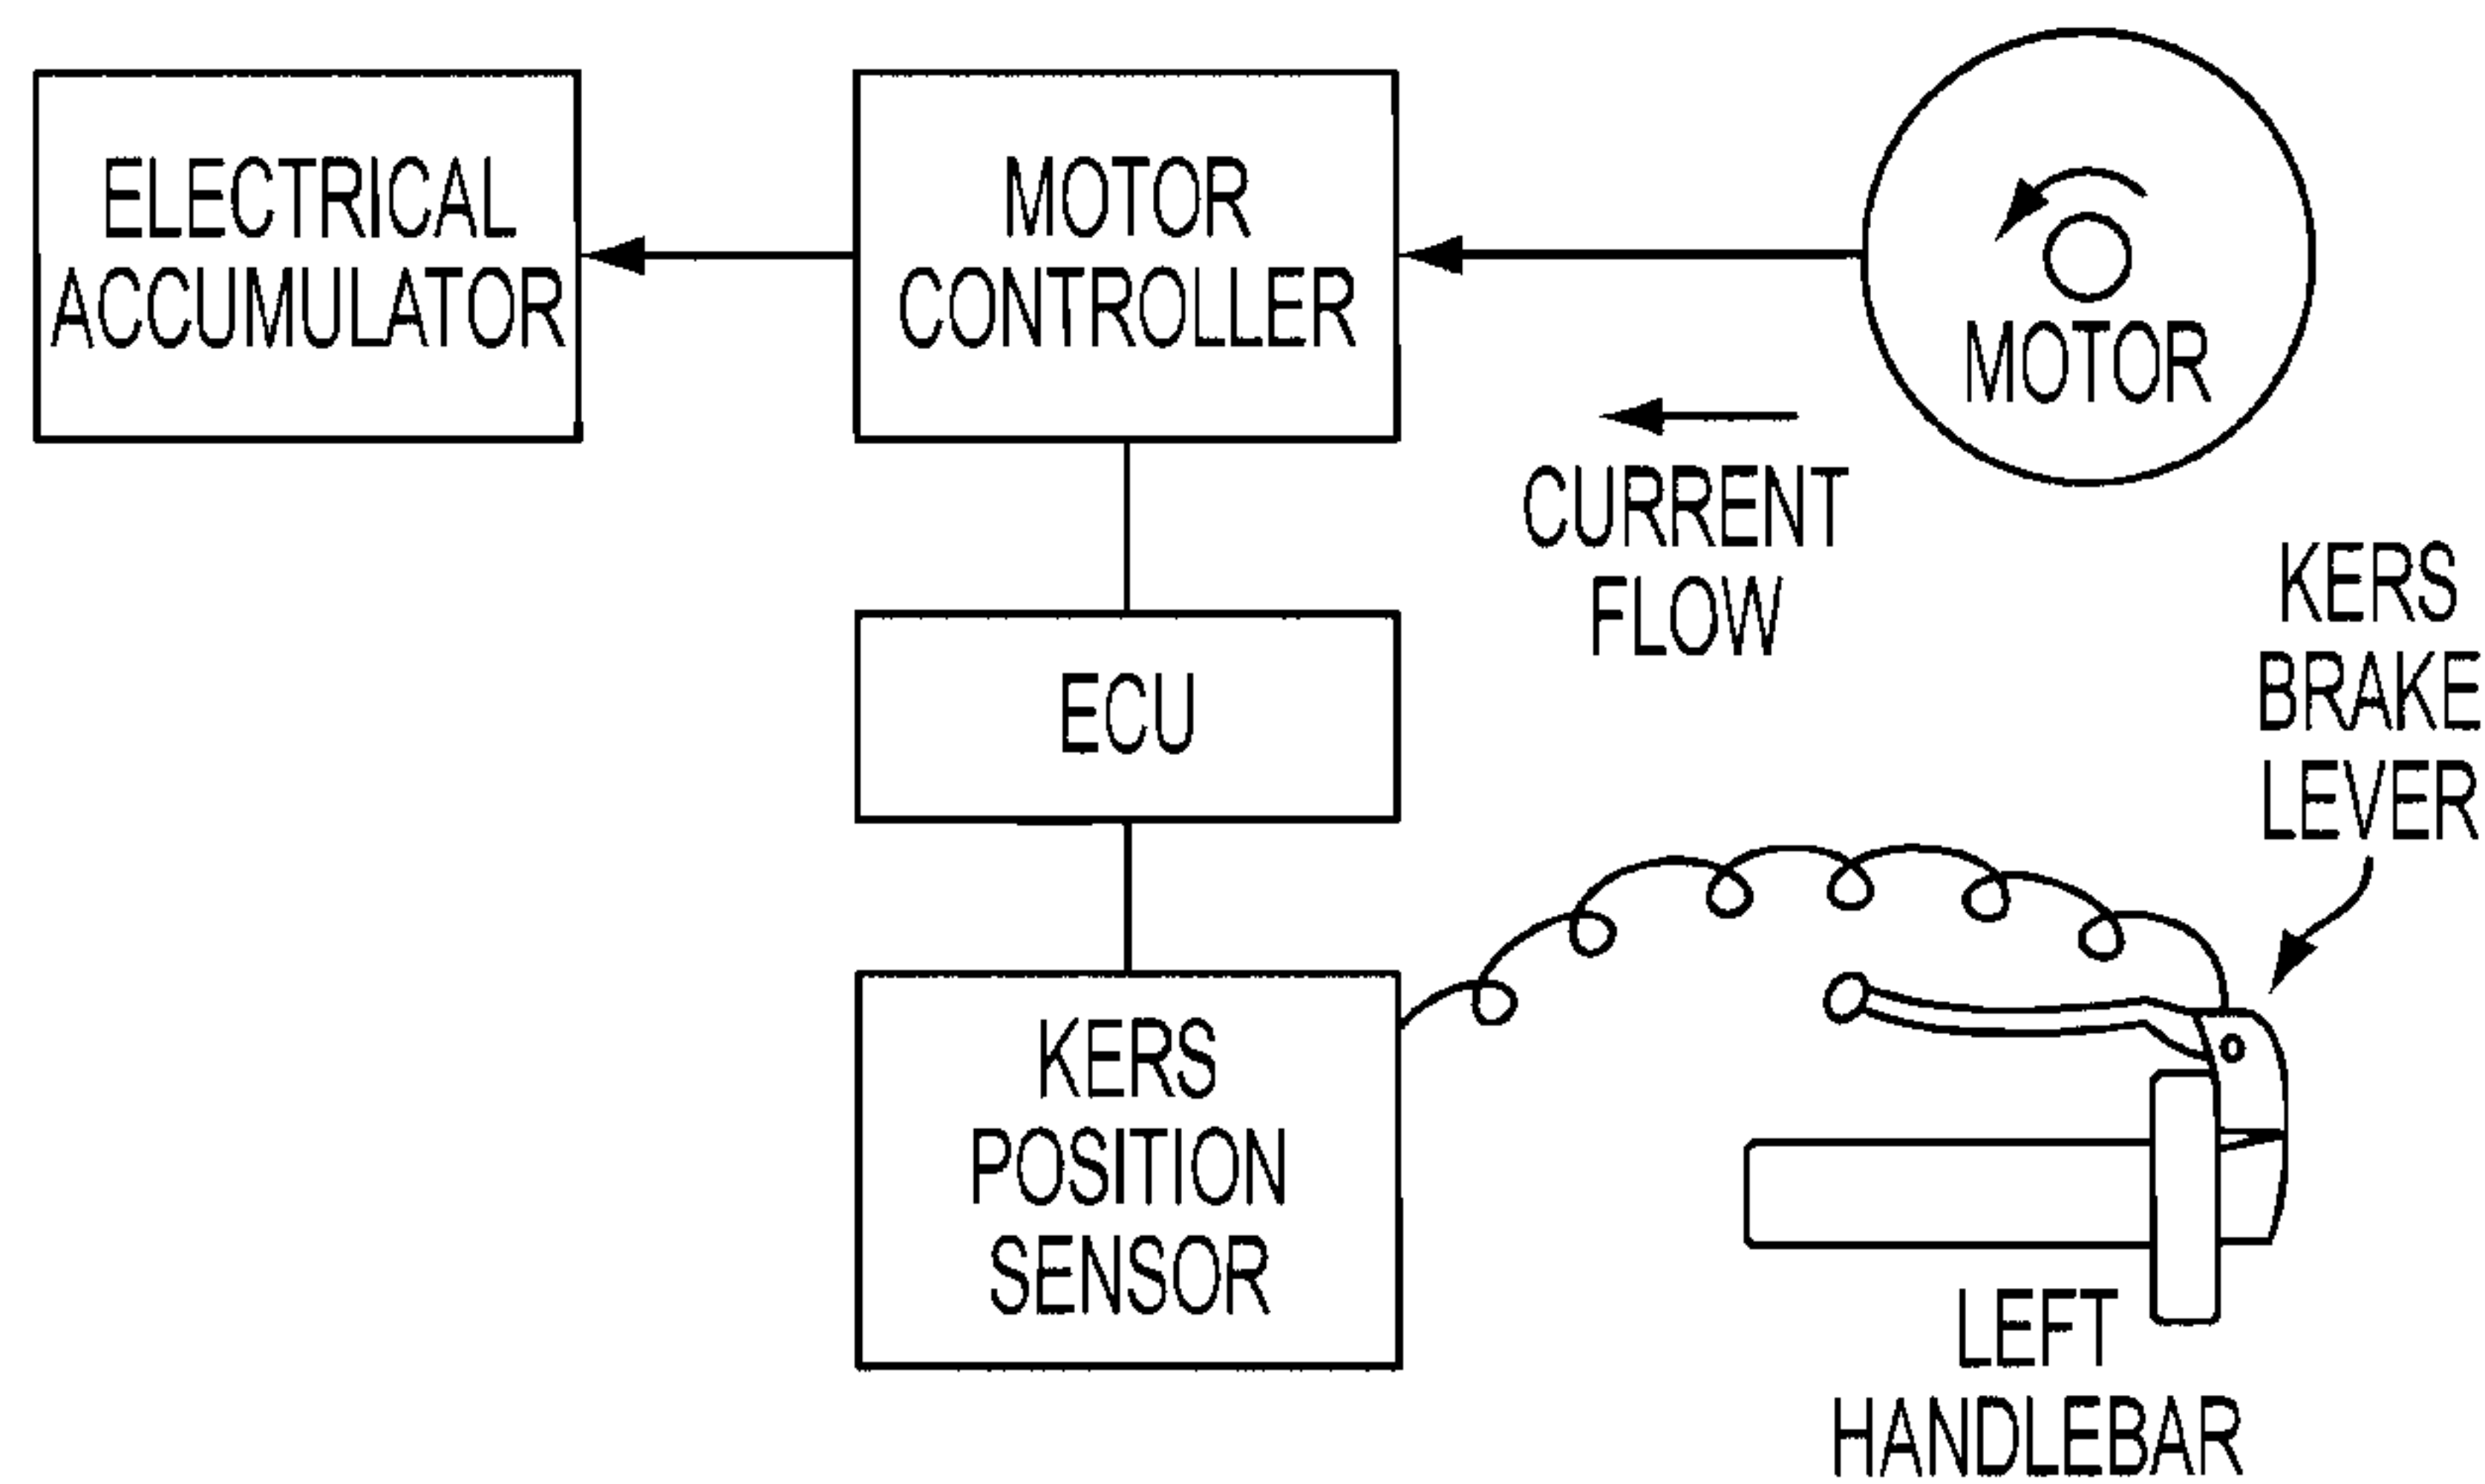 ELECTRICAL
ACCUMULATOR
MOTOR
CONTROLLER
MOTOR
CURRENT
FLOW
KERS
BRAKE
LEVER
ECU
KERS
POSITION
SENSOR
LEFT
HANDLEBAR